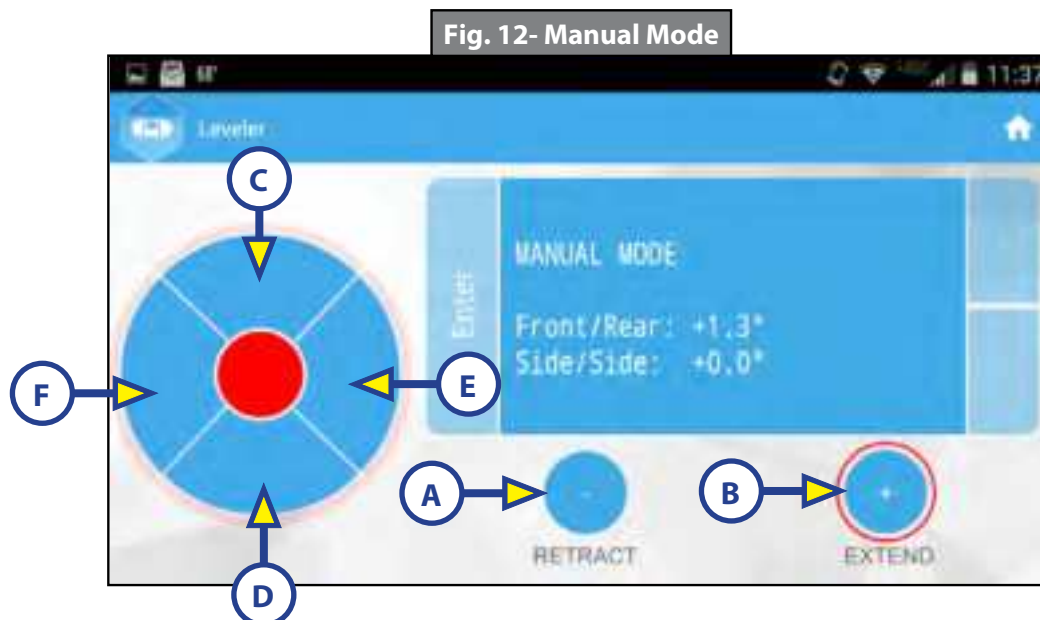 Fig. 12- Manual Mode
68° 11:37
Leveler
C
Enter
MANUAL MODE
Front/Rear: +1.3°
Side/Side: +0.0°
F
E
A
-
B
+
RETRACT
EXTEND
D